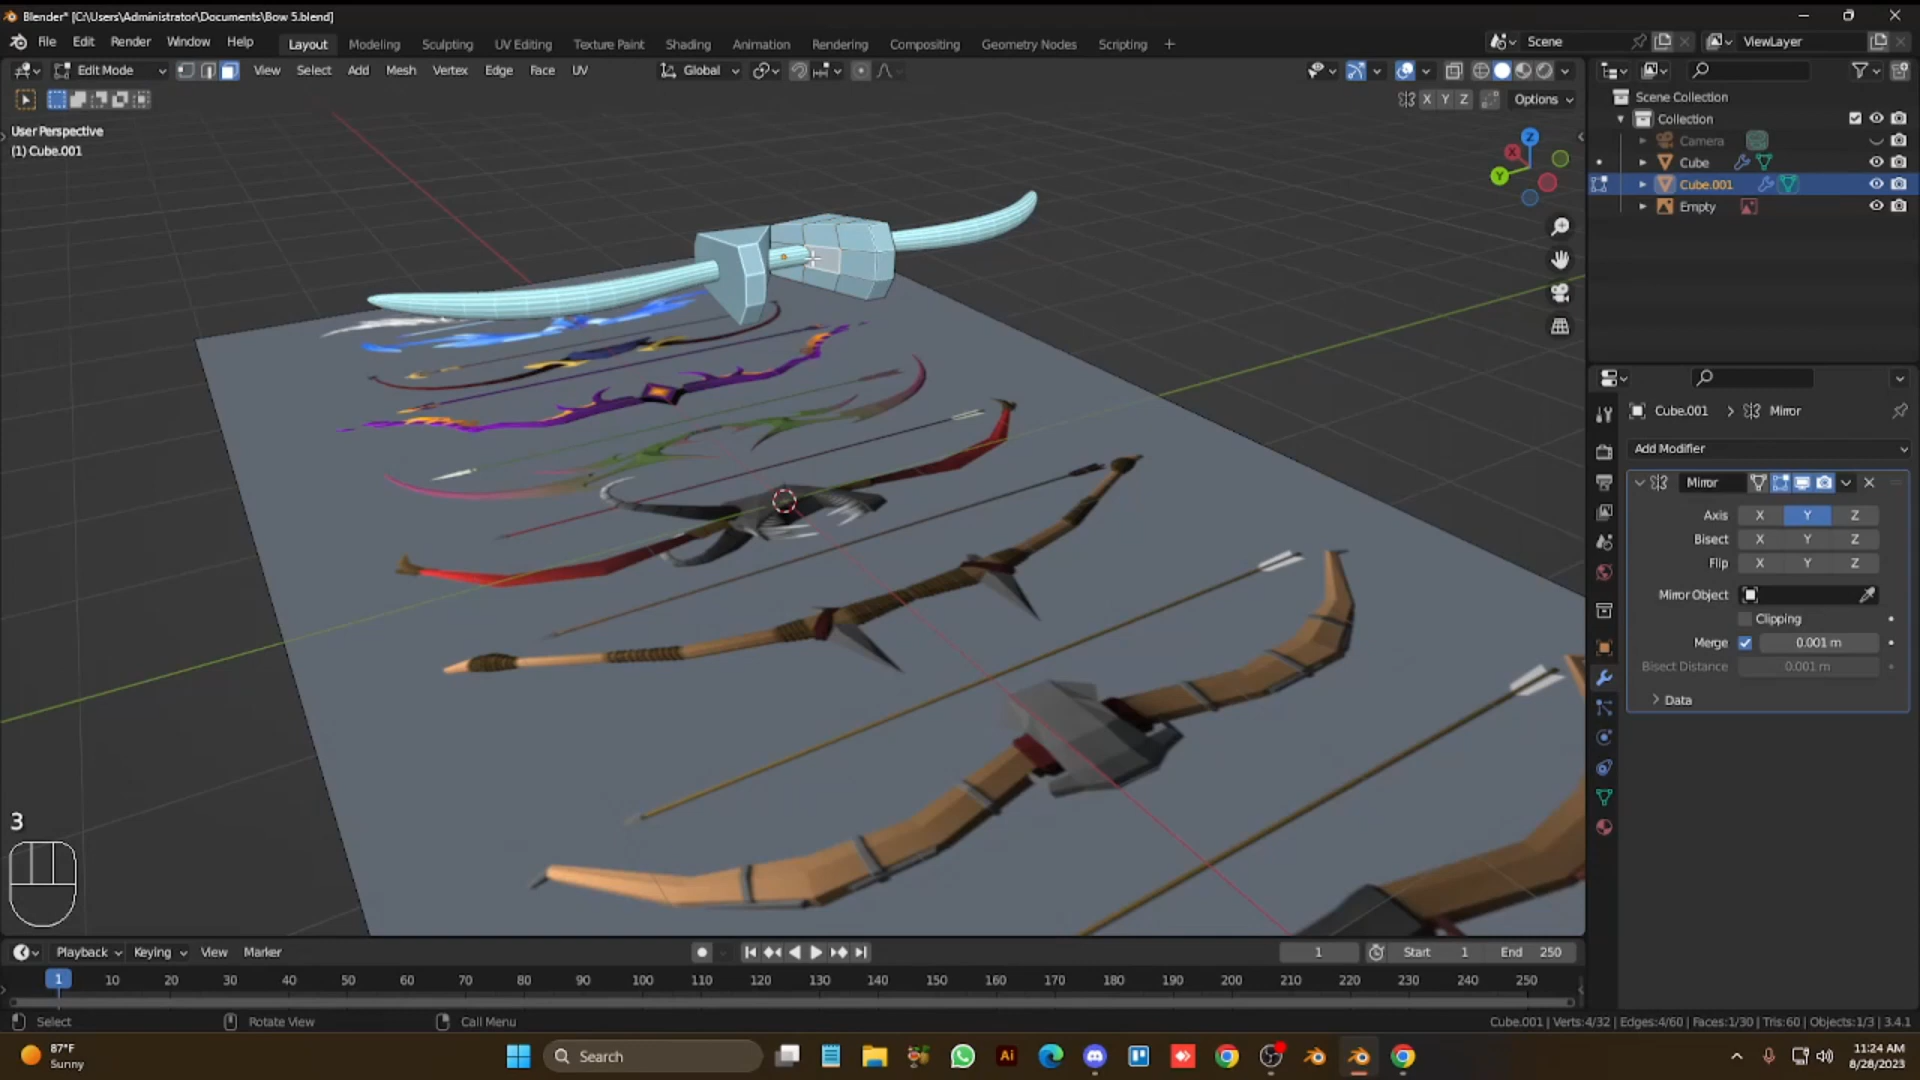 Blender* [C:\Users\Administrator\Documents\Bow 5.blend]
File Edit Render Window Help Layout Modeling Sculpting UV Editing Texture Paint Shading Animation Rendering Compositing Geometry Nodes Scripting + Scene ViewLayer
Edit Mode View Select Add Mesh Vertex Edge Face UV Global
X Y Z Options
User Perspective
(1) Cube.001
Z X Y
Scene Collection
Collection
Camera
Cube
Cube.001
Empty
Cube.001 > Mirror
Add Modifier
Mirror
Axis X Y Z
Bisect X Y Z
Flip X Y Z
Mirror Object
Clipping
Merge 0.001 m
Bisect Distance 0.001 m
Data
3
Playback Keying View Marker 1 Start 1 End 250
1 10 20 30 40 50 60 70 80 90 100 110 120 130 140 150 160 170 180 190 200 210 220 230 240 250
Select Rotate View Call Menu Cube.001 | Verts:4/32 | Edges:4/60 | Faces:1/30 | Tris:60 | Objects:1/3 | 3.4.1
87°F
Sunny
Search
Ai
11:24 AM
8/28/2023